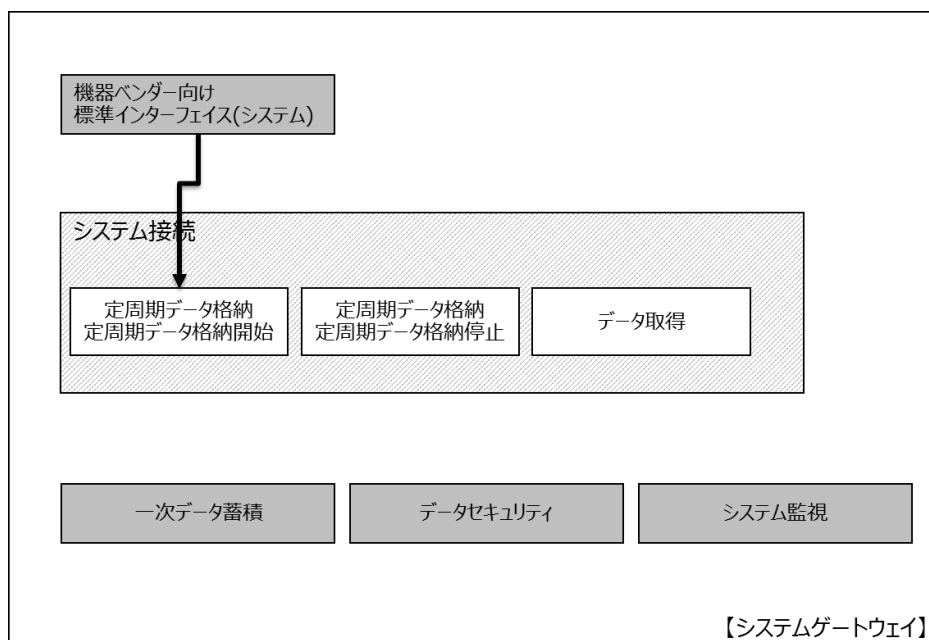 機器ベンダー向け
標準インターフェイス(システム)
システム接続
定周期データ格納
定周期データ格納開始
定周期データ格納
定周期データ格納停止
データ取得
一次データ蓄積
データセキュリティ
システム監視
【システムゲートウェイ】